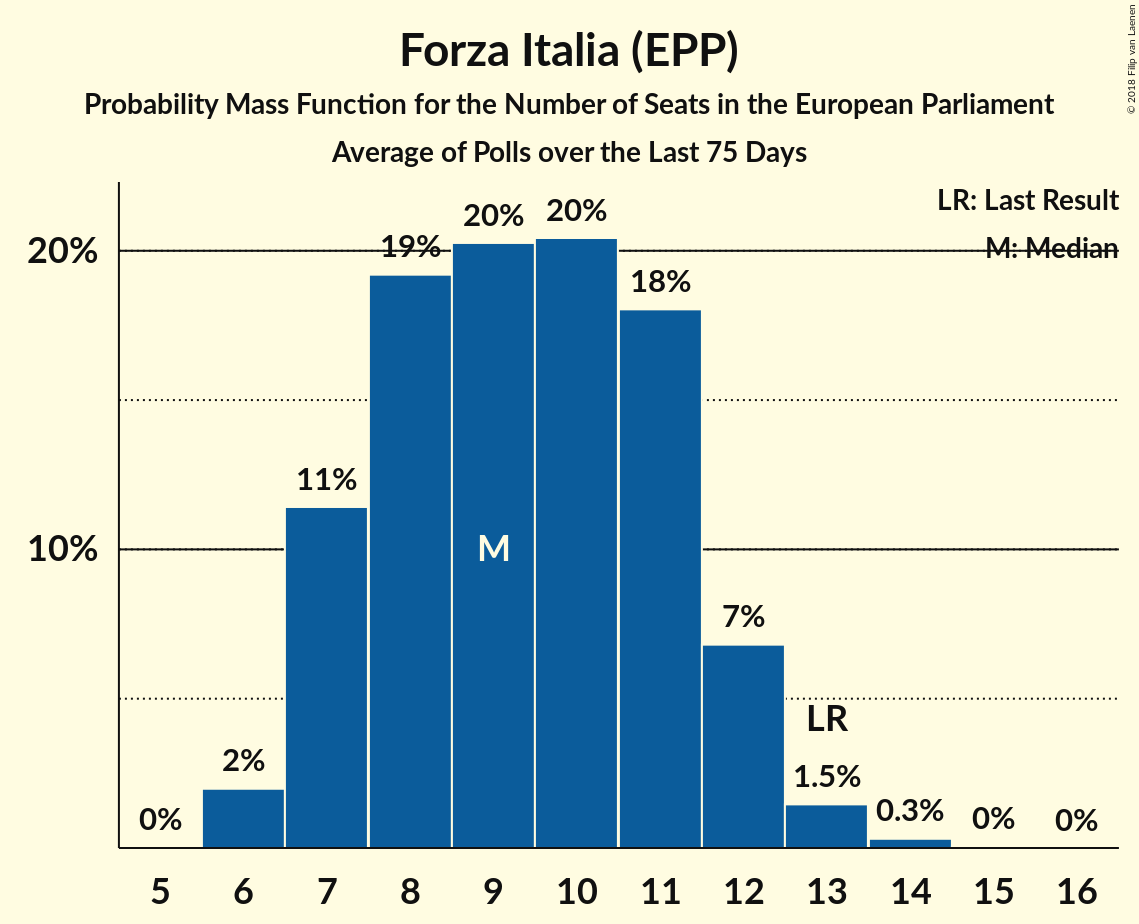 Forza Italia (EPP)
Probability Mass Function for the Number of Seats in the European Parliament
Average of Polls over the Last 75 Days
© 2018 Filip van Laenen
LR: Last Result
M: Median
20%
10%
0%
2%
11%
19%
20%
20%
18%
7%
1.5%
0.3%
0%
0%
M
LR
5 6 7 8 9 10 11 12 13 14 15 16